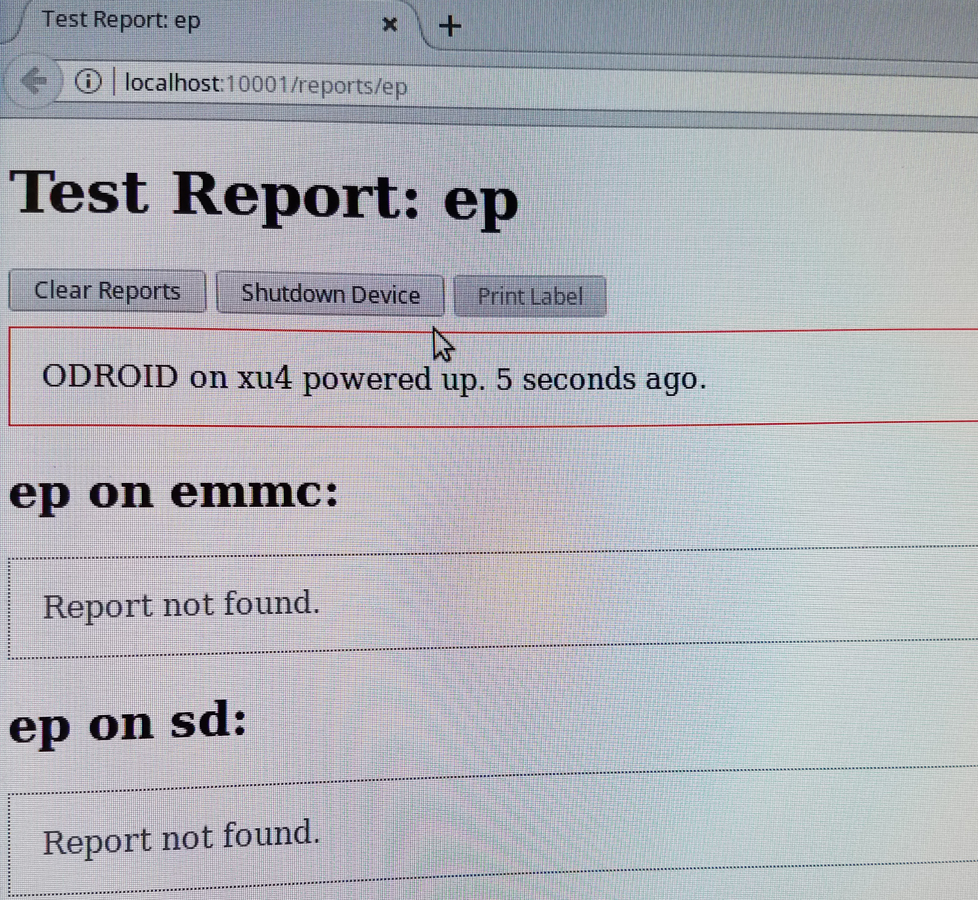 Test Report: ep
localhost:10001/reports/ep
Test Report: ep
Clear Reports Shutdown Device Print Label
ODROID on xu4 powered up. 5 seconds ago.
ep on emmc:
Report not found.
ep on sd:
Report not found.